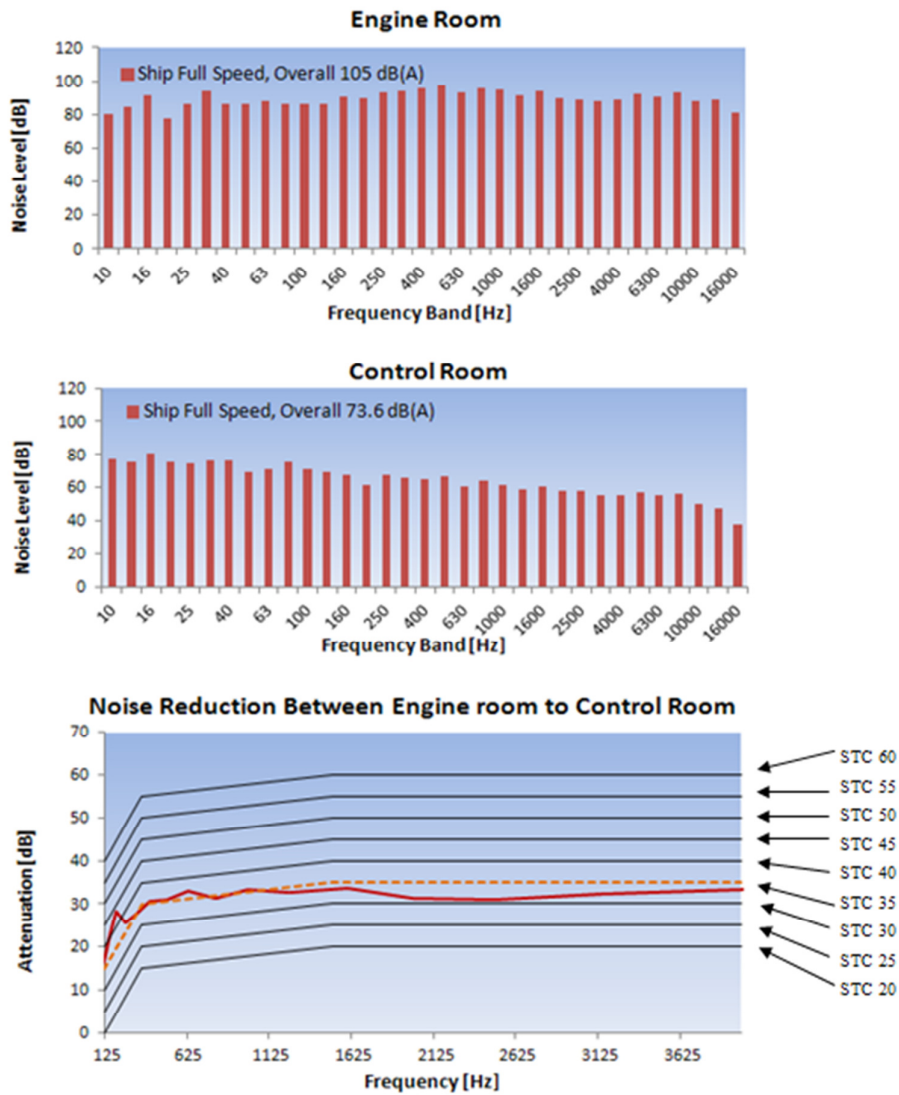 Engine Room
120
100
80
60
40
20
0
Noise Level [dB]
Ship Full Speed, Overall 105 dB(A)
10 16 25 40 63 100 160 250 400 630 1000 1600 2500 4000 6300 10000 16000
Frequency Band [Hz]
Control Room
120
100
80
60
40
20
0
Noise Level [dB]
Ship Full Speed, Overall 73.6 dB(A)
10 16 25 40 63 100 160 250 400 630 1000 1600 2500 4000 6300 10000 16000
Frequency Band [Hz]
Noise Reduction Between Engine room to Control Room
70
60
50
40
30
20
10
0
Attenuation [dB]
125 625 1125 1625 2125 2625 3125 3625
Frequency [Hz]
STC 60
STC 55
STC 50
STC 45
STC 40
STC 35
STC 30
STC 25
STC 20